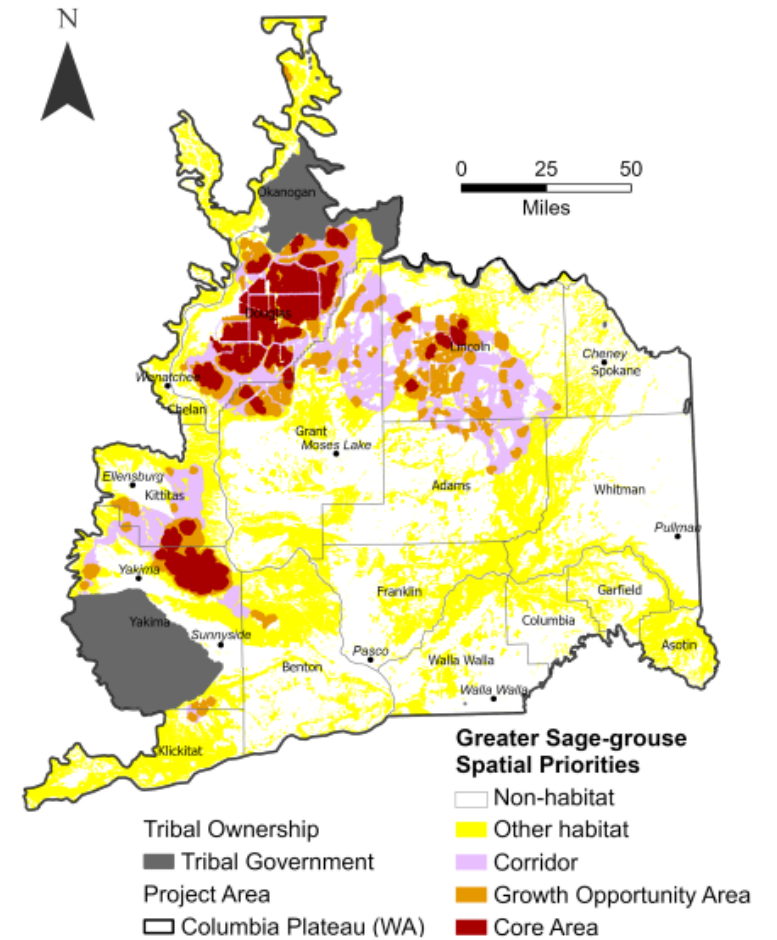 N
0 25 50
Miles
Okanogan
Douglas
Lincoln
Cheney
Spokane
Wenatchee
Chelan
Grant
Moses Lake
Ellensburg
Kittitas
Adams
Whitman
Pullman
Yakima
Franklin
Garfield
Yakima
Sunnyside
Columbia
Asotin
Pasco
Benton
Walla Walla
Walla Walla
Klickitat
Greater Sage-grouse
Spatial Priorities
Non-habitat
Other habitat
Corridor
Growth Opportunity Area
Core Area
Tribal Ownership
Tribal Government
Project Area
Columbia Plateau (WA)